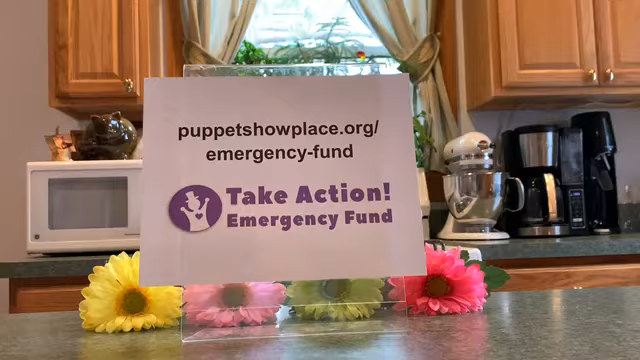 puppetshowplace.org/
emergency-fund
Take Action!
Emergency Fund